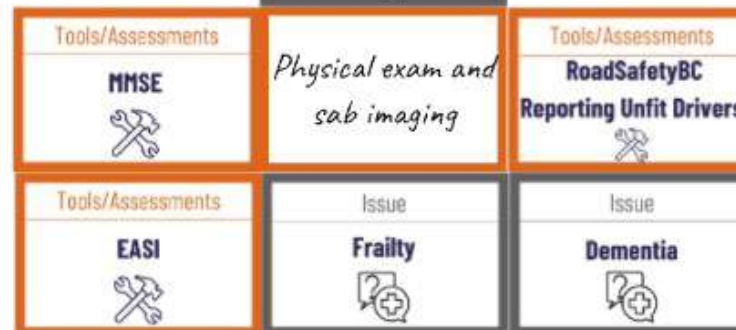 Tools/Assessments
MMSE
Physical exam and
sab imaging
Tools/Assessments
RoadSafetyBC
Reporting Unfit Drivers
Tools/Assessments
EASI
Issue
Frailty
Issue
Dementia